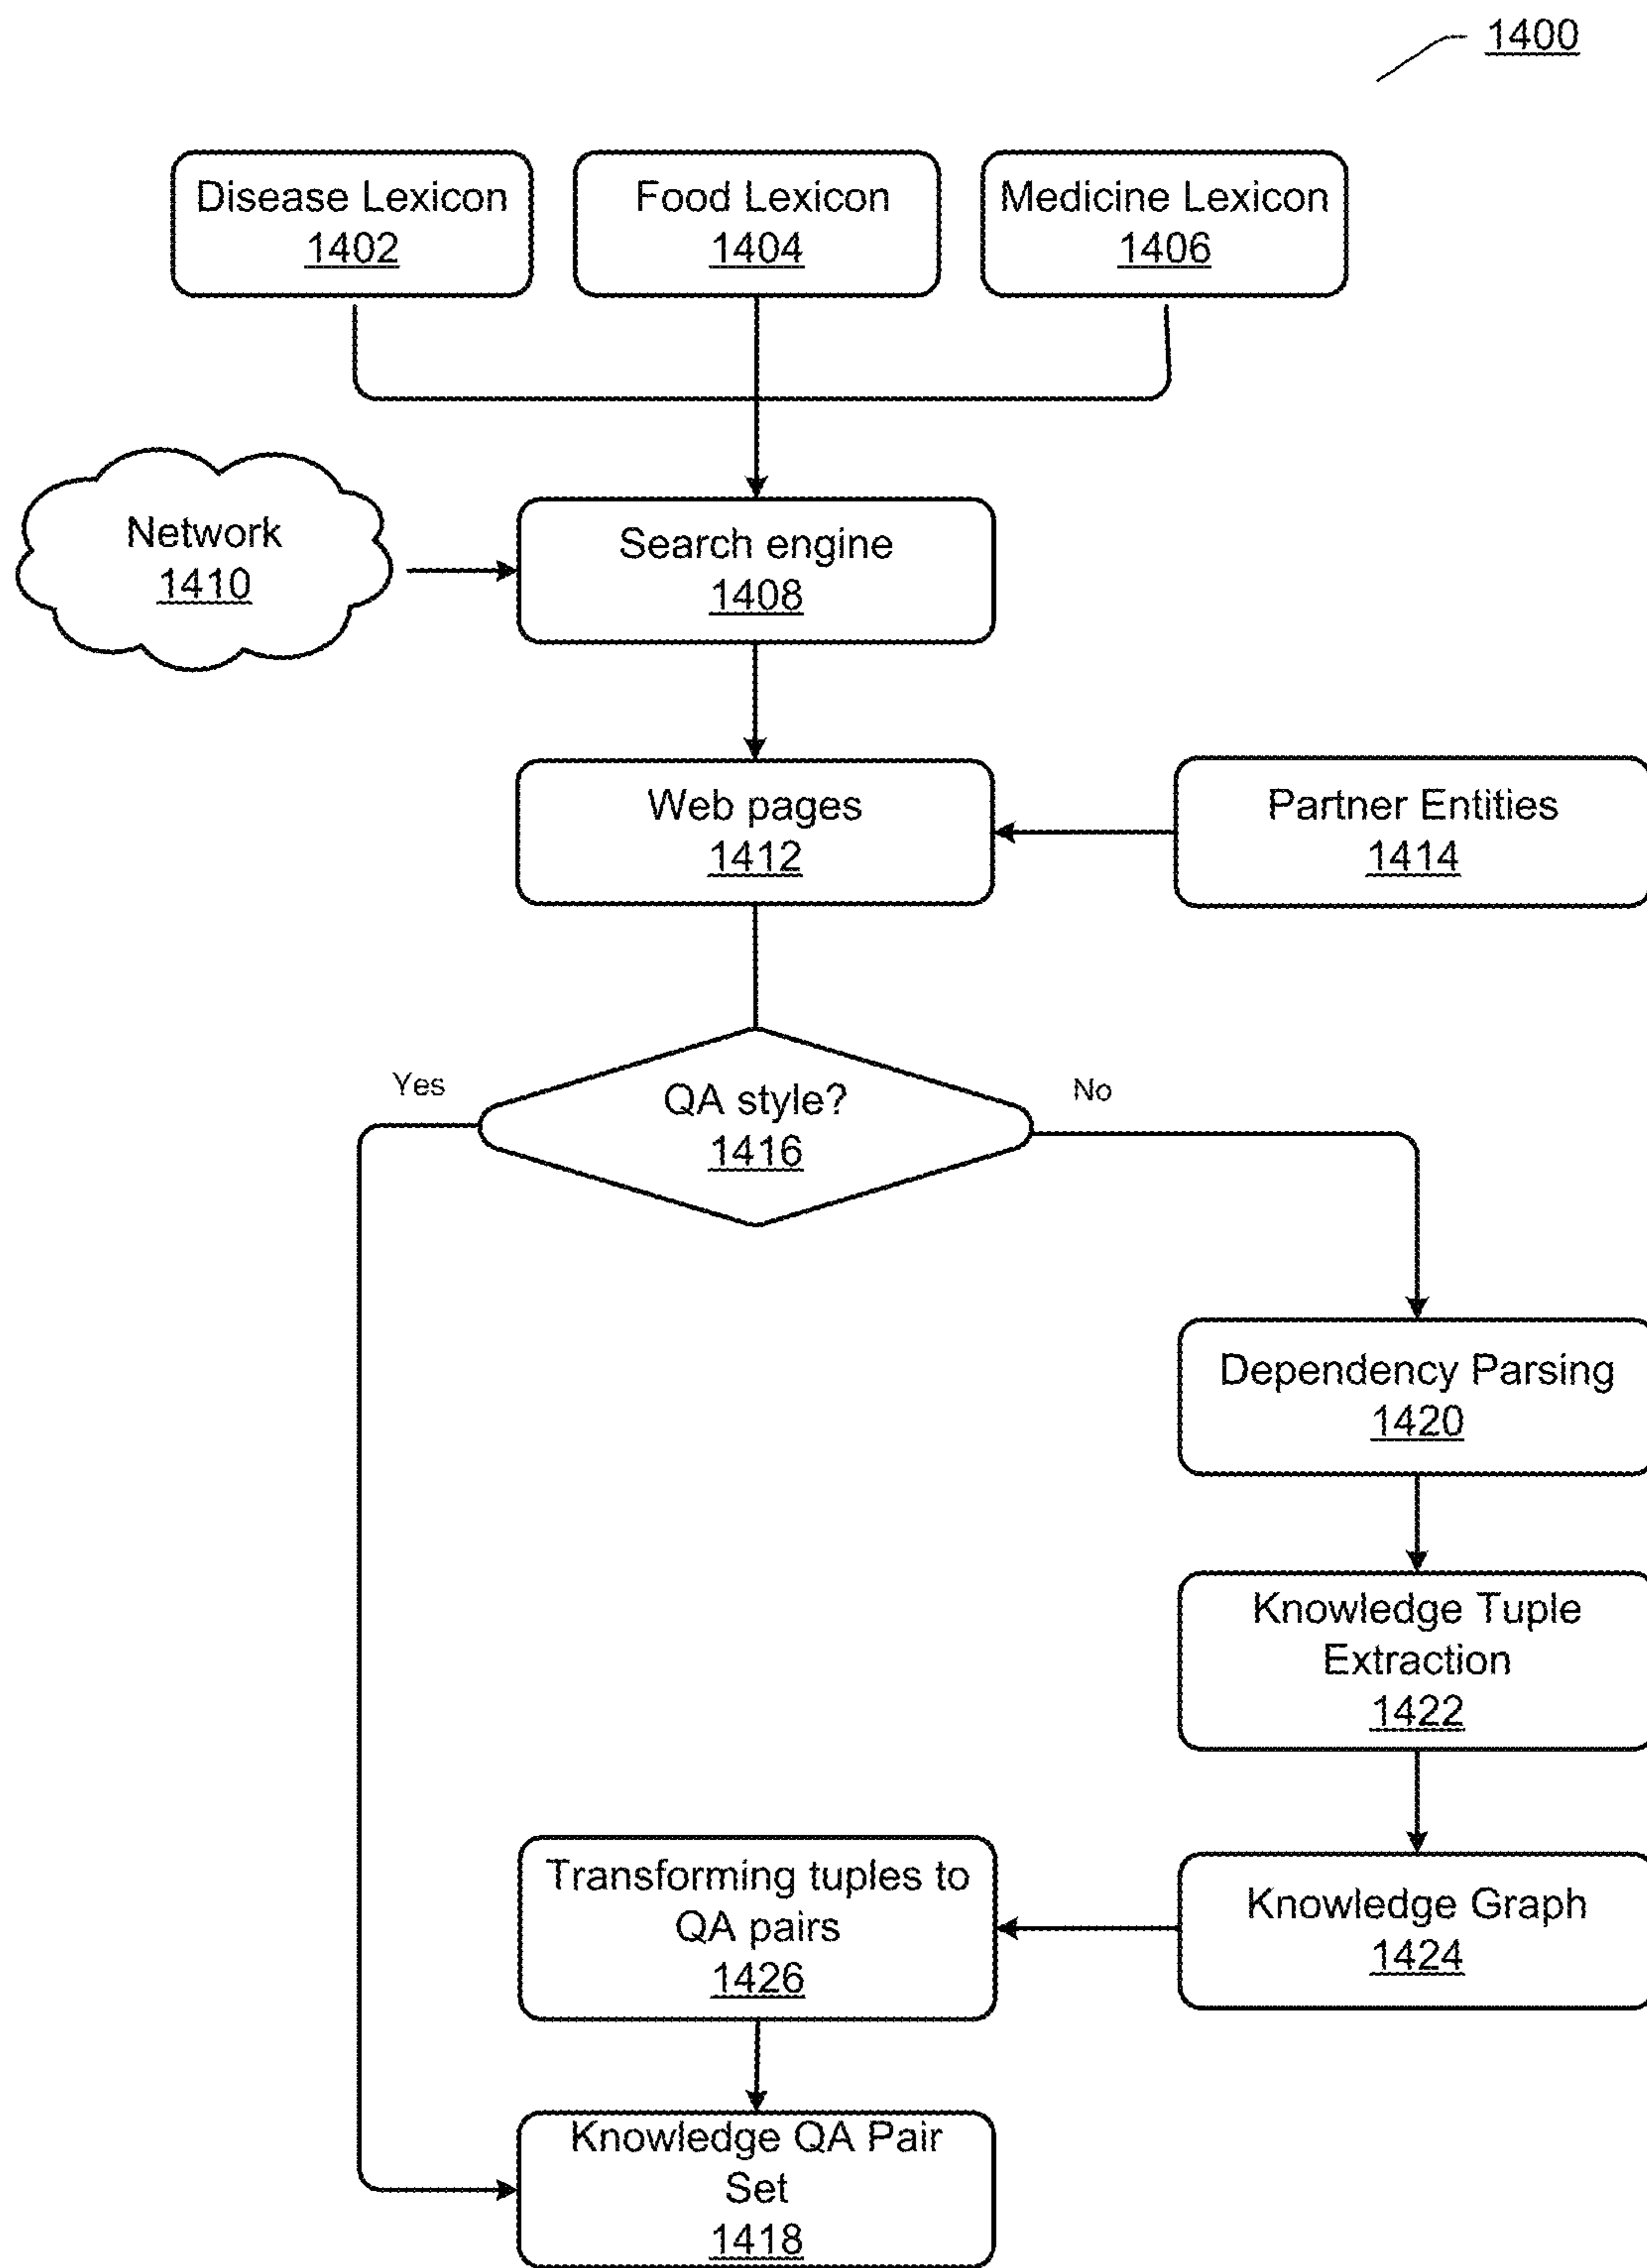 1400
Disease Lexicon
1402
Food Lexicon
1404
Medicine Lexicon
1406
Network
1410
Search engine
1408
Web pages
1412
Partner Entities
1414
Yes
QA style?
1416
No
Dependency Parsing
1420
Knowledge Tuple
Extraction
1422
Transforming tuples to
QA pairs
1426
Knowledge Graph
1424
Knowledge QA Pair
Set
1418